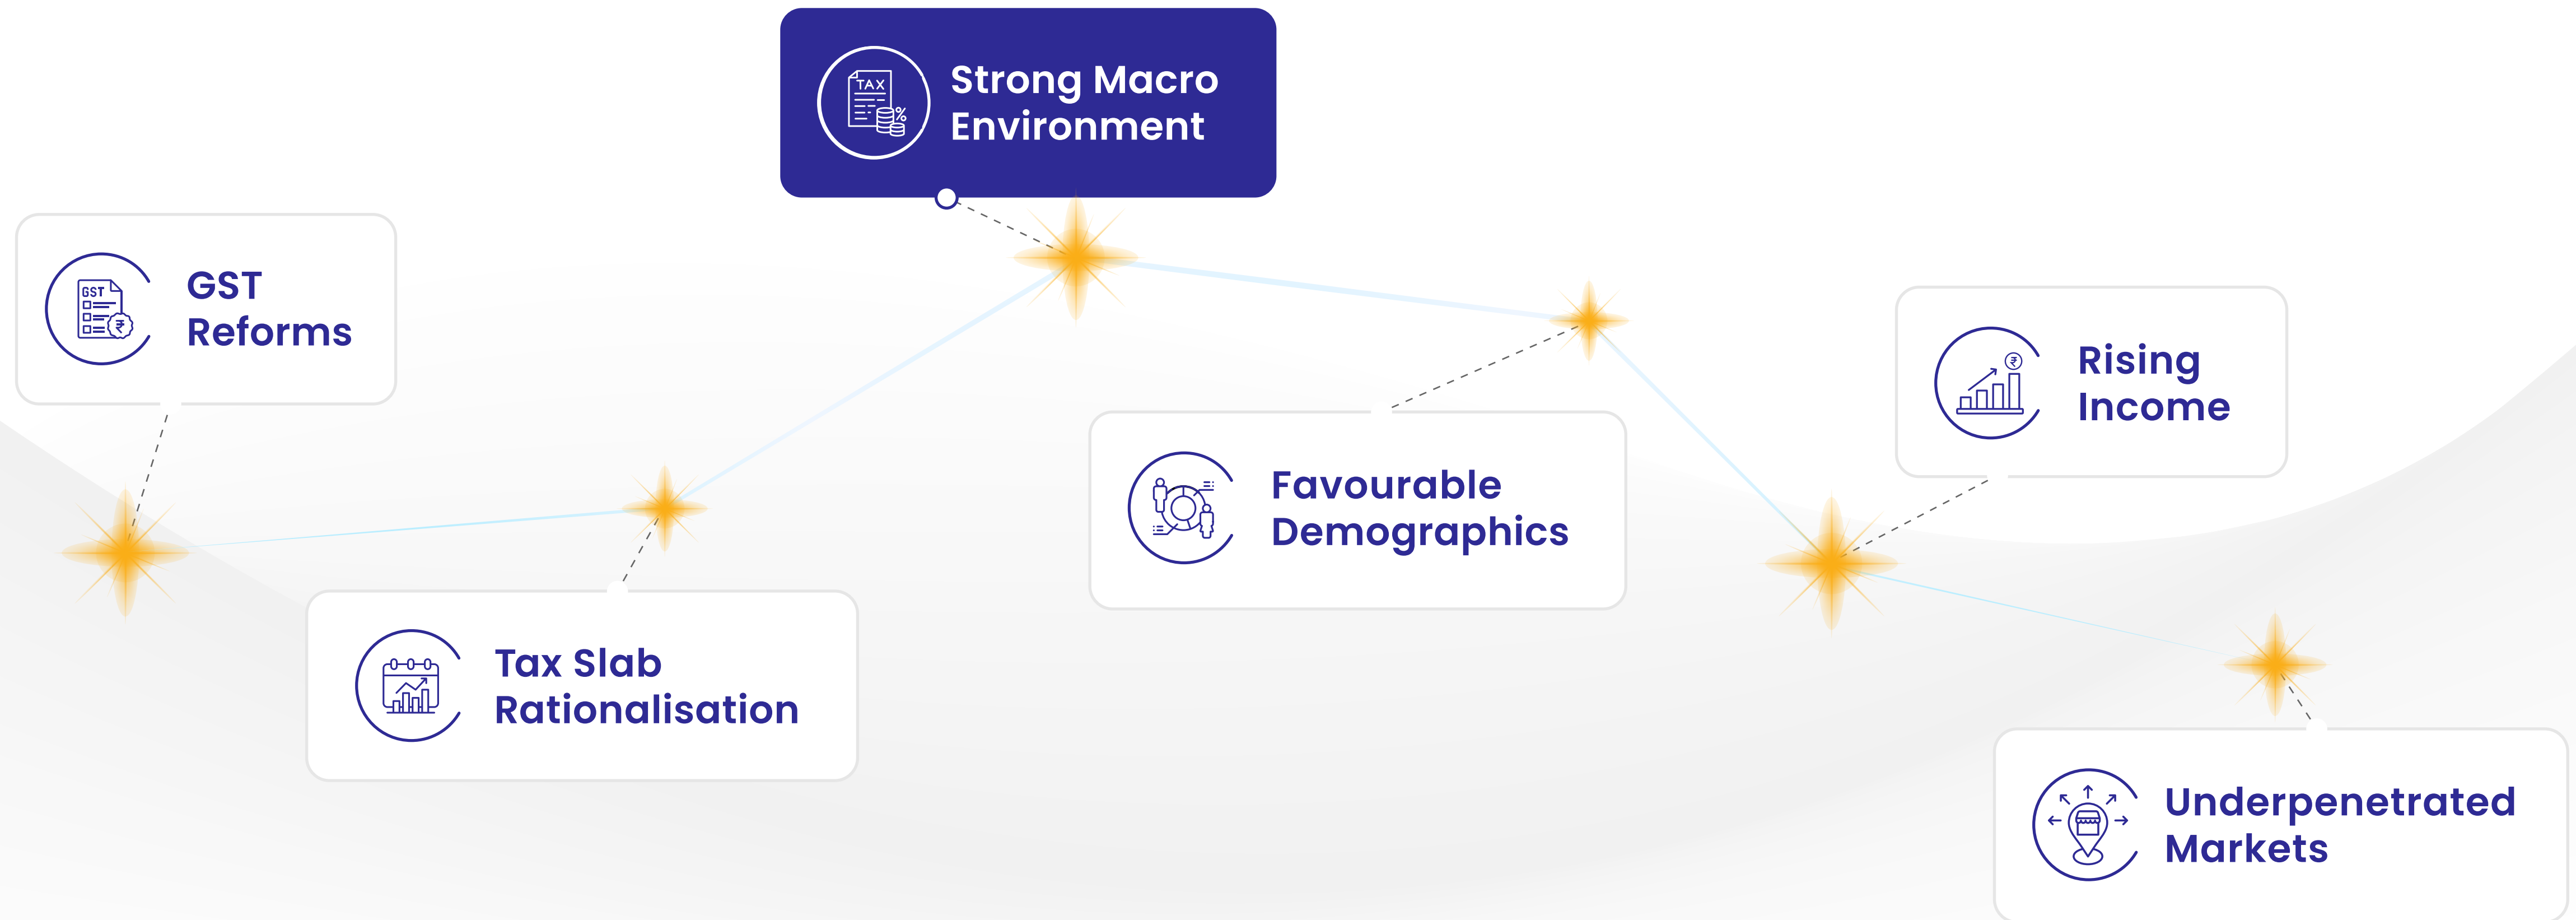 TAX
%
Strong Macro
Environment
GST
₹
GST
Reforms
₹
Rising
Income
Favourable
Demographics
Tax Slab
Rationalisation
Underpenetrated
Markets